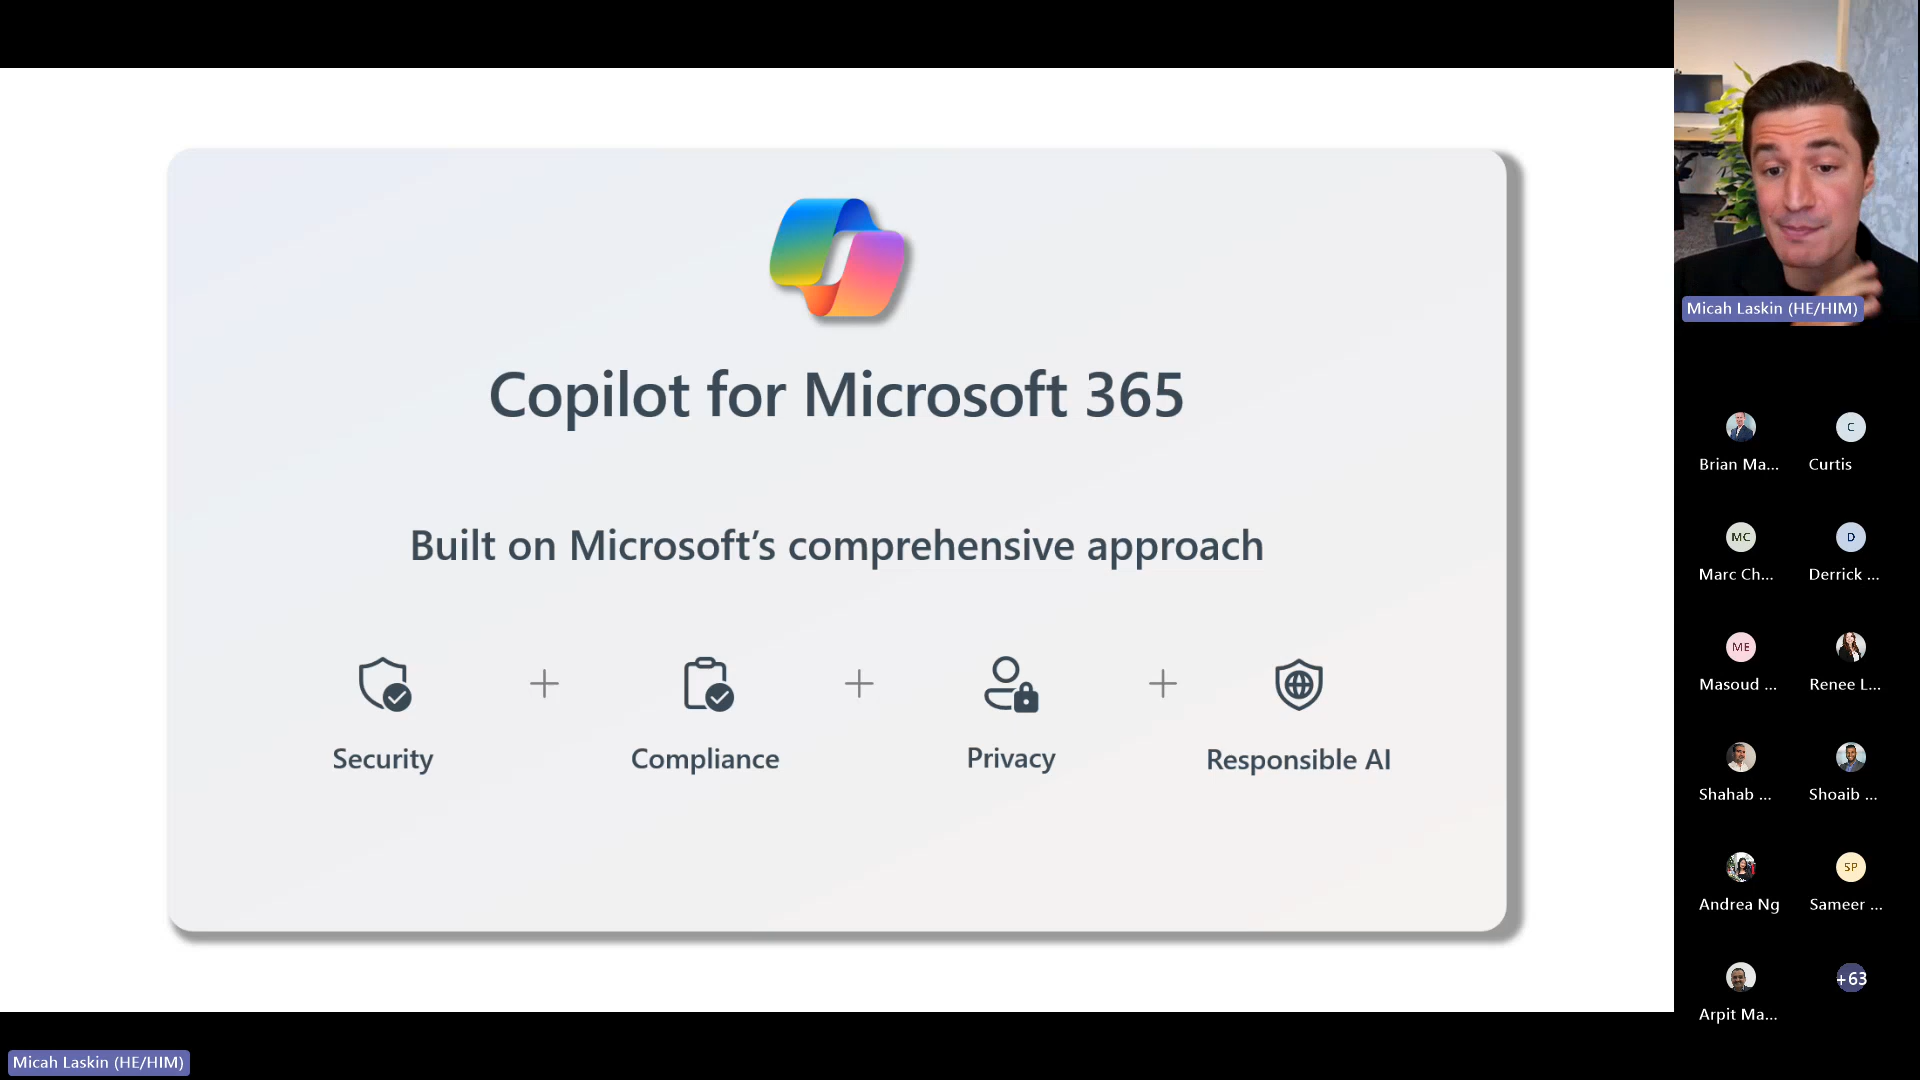 Copilot for Microsoft 365
Built on Microsoft’s comprehensive approach
Security
Compliance
Privacy
Responsible AI
Micah Laskin (HE/HIM)
Brian Ma...
Curtis
C
MC
Marc Ch...
D
Derrick ...
ME
Masoud ...
Renee L...
Shahab ...
Shoaib ...
Andrea Ng
SP
Sameer ...
Arpit Ma...
+63
Micah Laskin (HE/HIM)